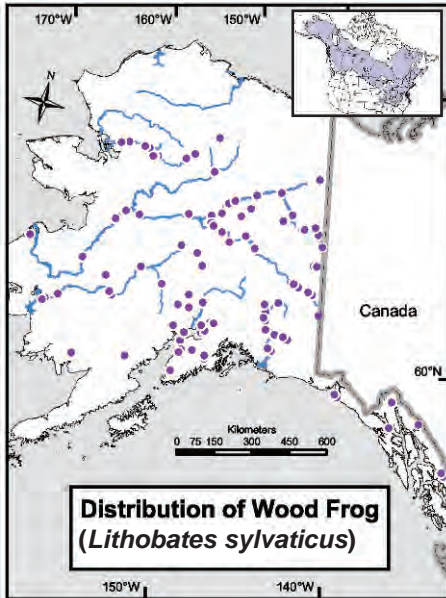 170°W 160°W 150°W
N
Canada
60°N
Kilometers
0 75 150 300 450 600
Distribution of Wood Frog
(Lithobates sylvaticus)
150°W 140°W